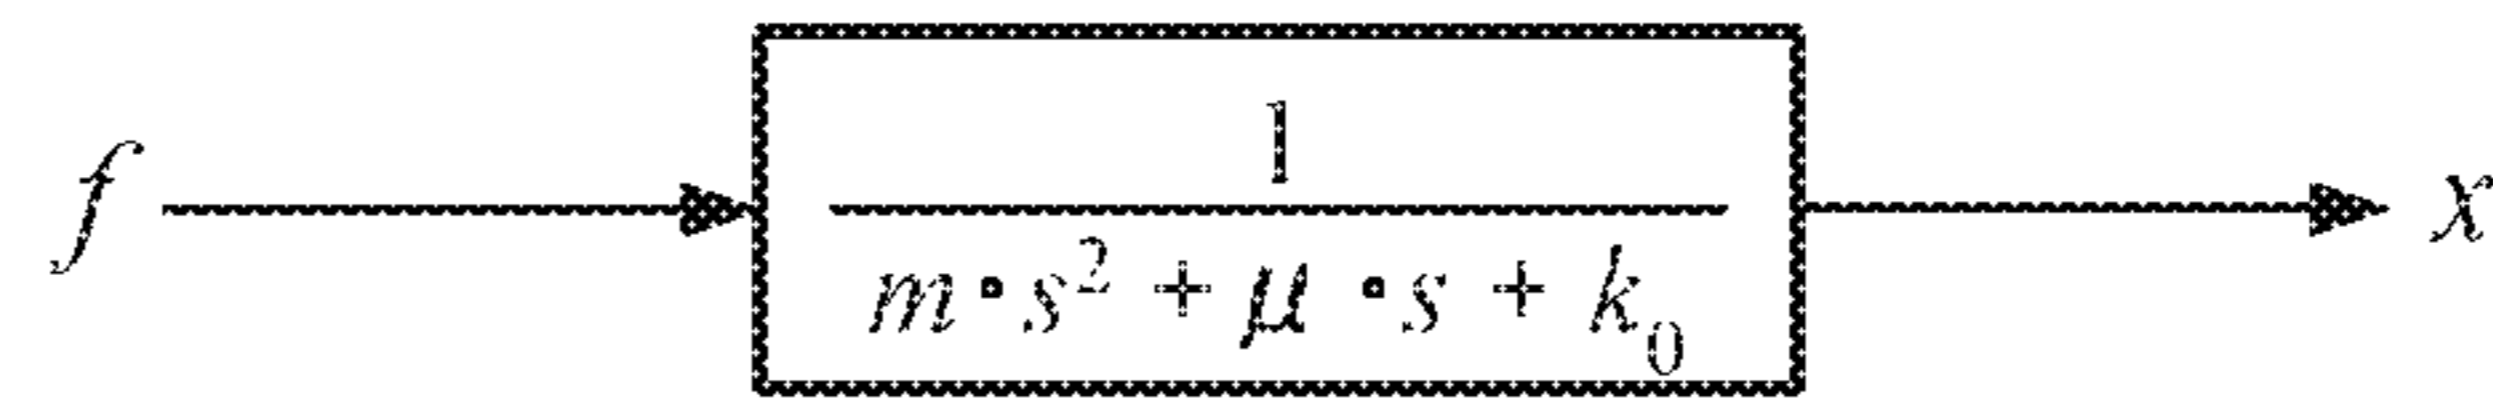 f
1
m·s² + μ·s + k₀
x